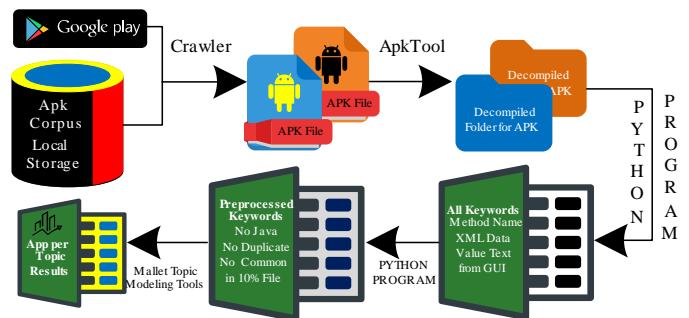 Google play
Crawler
ApkTool
Apk
Corpus
Local
Storage
APK File
APK File
Decompiled
APK
Decompiled
Folder for APK
PYTHON
PROGRAM
All Keywords
Method Name
XML Data
Value Text
from GUI
PYTHON
PROGRAM
Preprocessed
Keywords
No Java
No Duplicate
No Common
in 10% File
Mallet Topic
Modeling Tools
App per
Topic
Results